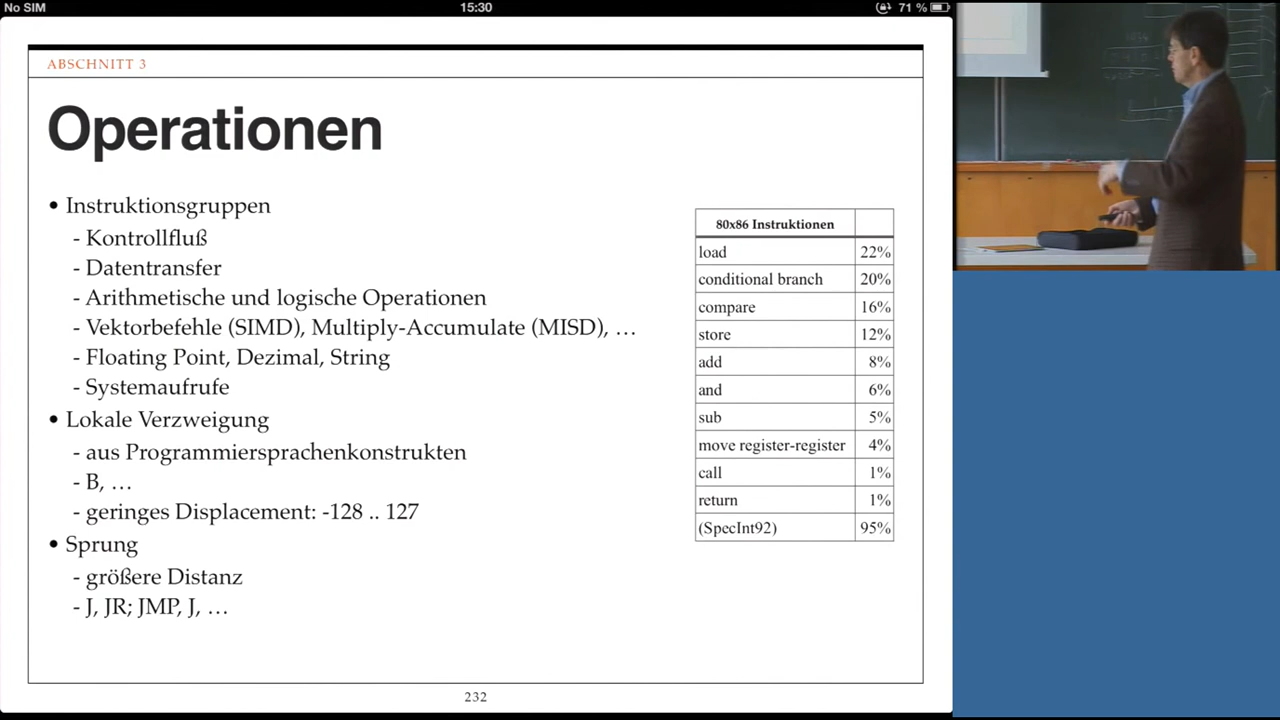 No SIM 15:30 71 %
ABSCHNITT 3
Operationen
• Instruktionsgruppen
- Kontrollfluß
- Datentransfer
- Arithmetische und logische Operationen
- Vektorbefehle (SIMD), Multiply-Accumulate (MISD), …
- Floating Point, Dezimal, String
- Systemaufrufe
• Lokale Verzweigung
- aus Programmiersprachenkonstrukten
- B, …
- geringes Displacement: -128 .. 127
• Sprung
- größere Distanz
- J, JR; JMP, J, …
80x86 Instruktionen
load 22%
conditional branch 20%
compare 16%
store 12%
add 8%
and 6%
sub 5%
move register-register 4%
call 1%
return 1%
(SpecInt92) 95%
232